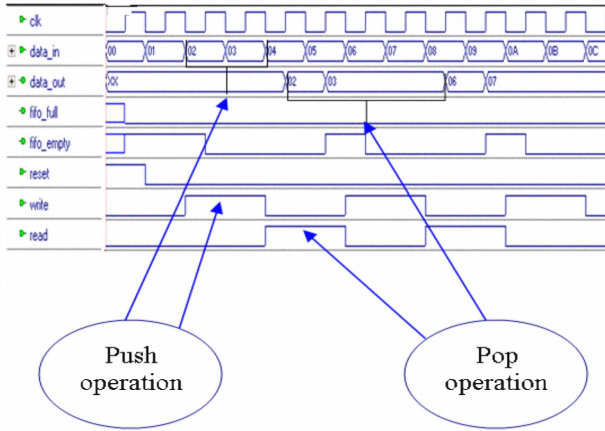 clk
data_in 00 01 02 03 04 05 06 07 08 09 0A 0B 0C
data_out XX 02 03 06 07
fifo_full
fifo_empty
reset
write
read
Push
operation
Pop
operation